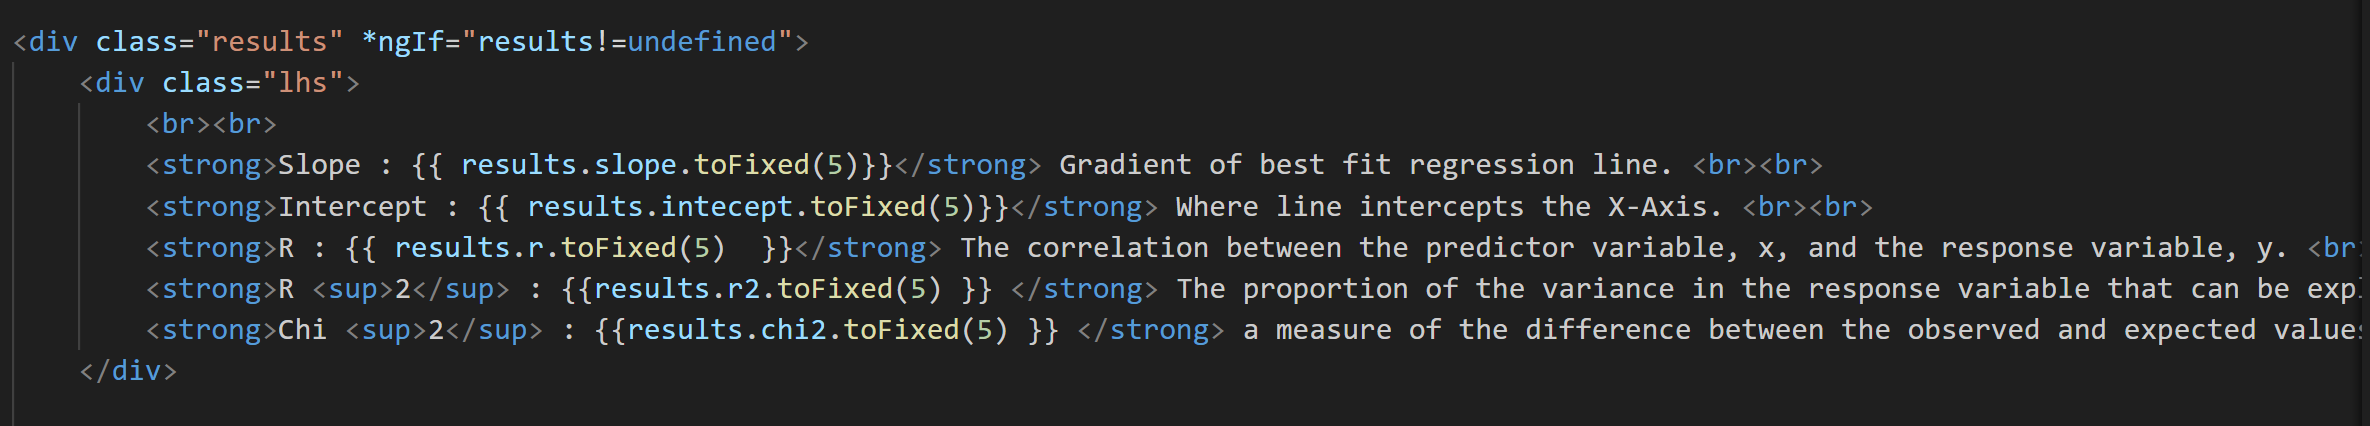 <div class="results" *ngIf="results!=undefined">
<div class="lhs">
<br><br>
<strong>Slope : {{ results.slope.toFixed(5)}}</strong> Gradient of best fit regression line. <br><br>
<strong>Intercept : {{ results.intecept.toFixed(5)}}</strong> Where line intercepts the X-Axis. <br><br>
<strong>R : {{ results.r.toFixed(5)  }}</strong> The correlation between the predictor variable, x, and the response variable, y. <br
<strong>R <sup>2</sup> : {{results.r2.toFixed(5) }} </strong> The proportion of the variance in the response variable that can be
<strong>Chi <sup>2</sup> : {{results.chi2.toFixed(5) }} </strong> a measure of the difference between the observed and expected values
</div>